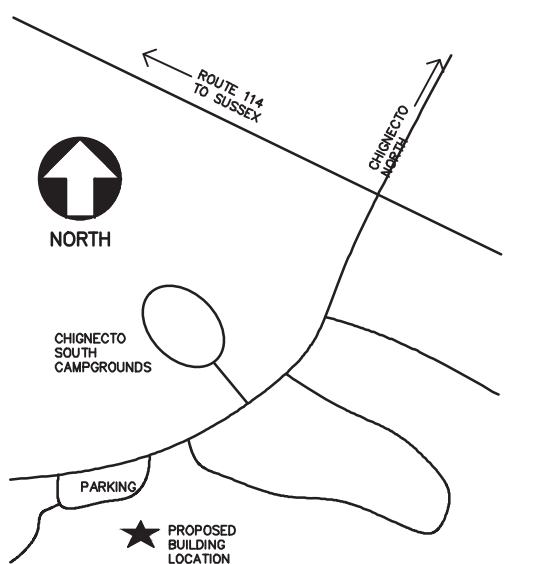 ROUTE 114
TO SUSSEX
CHIGNECTO
NORTH
NORTH
CHIGNECTO
SOUTH
CAMPGROUNDS
PARKING
PROPOSED
BUILDING
LOCATION